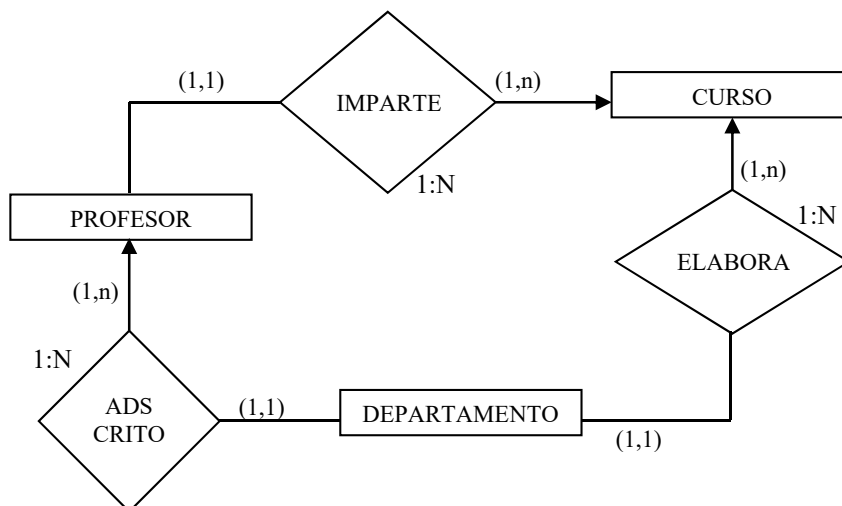 (1,1)
IMPARTE
(1,n)
CURSO
1:N
(1,n)
PROFESOR
1:N
ELABORA
(1,n)
1:N
ADS
CRITO
(1,1)
DEPARTAMENTO
(1,1)